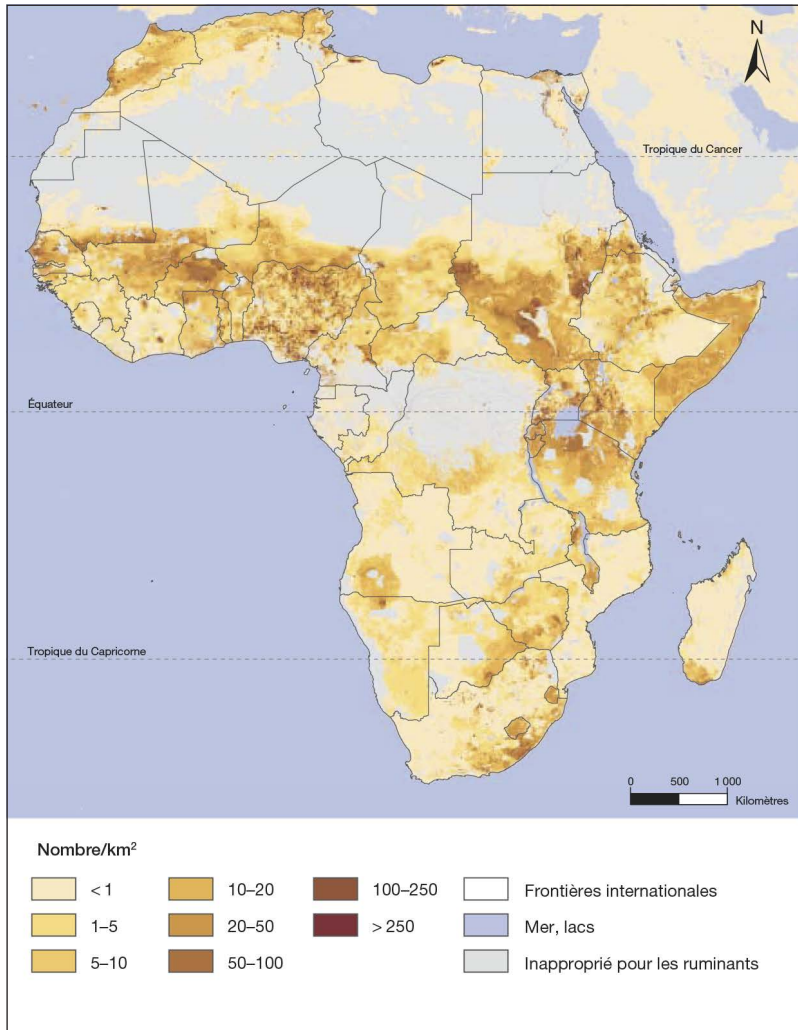 N
Tropique du Cancer
Équateur
Tropique du Capricorne
0 500 1 000
Kilomètres
Nombre/km²
< 1
1–5
5–10
10–20
20–50
50–100
100–250
> 250
Frontières internationales
Mer, lacs
Inapproprié pour les ruminants